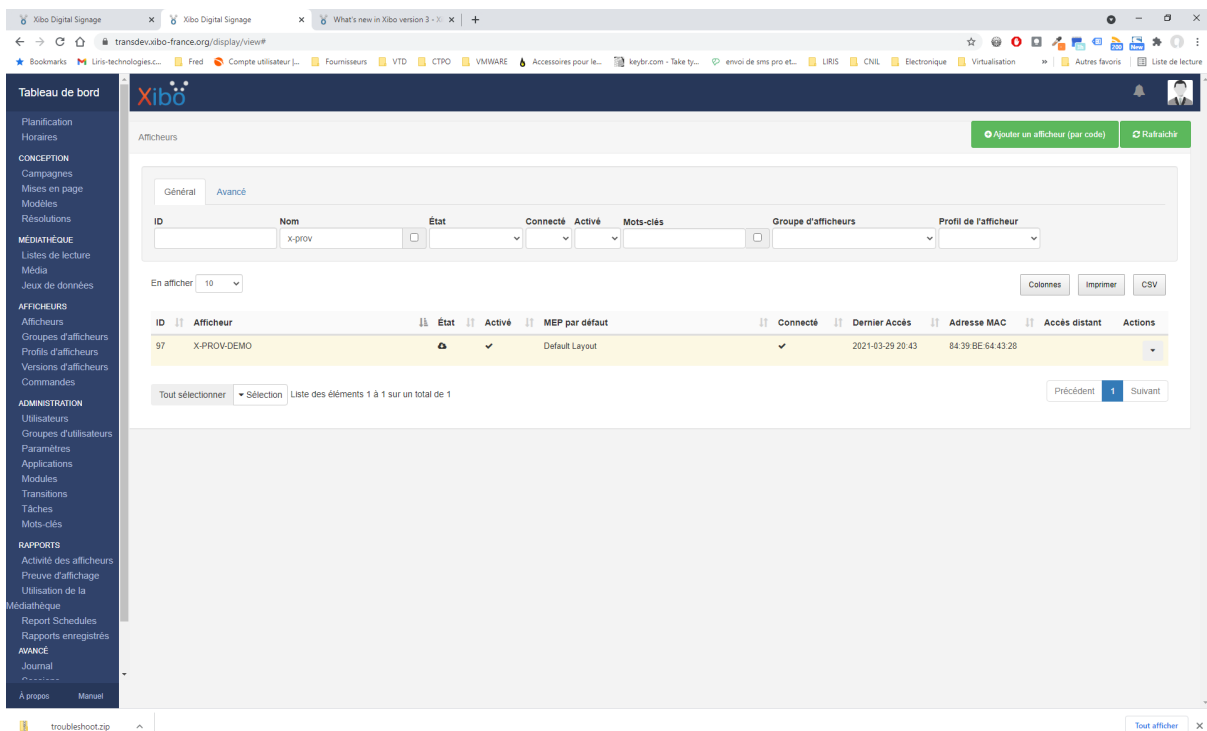 Xibo Digital Signage
Xibo Digital Signage
What's new in Xibo version 3 - Xi
transdev.xibo-france.org/display/view#
200
New
Bookmarks
Liris-technologies.c...
Fred
Compte utilisateur |...
Fournisseurs
VTD
CTPO
VMWARE
Accessoires pour le...
keybr.com - Take ty...
envoi de sms pro et...
LIRIS
CNIL
Electronique
Virtualisation
»
Autres favoris
Liste de lecture
Tableau de bord
Xibo
Planification
Horaires
CONCEPTION
Campagnes
Mises en page
Modèles
Résolutions
MÉDIATHÈQUE
Listes de lecture
Média
Jeux de données
AFFICHEURS
Afficheurs
Groupes d'afficheurs
Profils d'afficheurs
Versions d'afficheurs
Commandes
ADMINISTRATION
Utilisateurs
Groupes d'utilisateurs
Paramètres
Applications
Modules
Transitions
Tâches
Mots-clés
RAPPORTS
Activité des afficheurs
Preuve d'affichage
Utilisation de la
Médiathèque
Report Schedules
Rapports enregistrés
AVANCÉ
Journal
Sessions
À propos Manuel
Afficheurs
Ajouter un afficheur (par code)
Rafraichir
Général Avancé
ID Nom État Connecté Activé Mots-clés Groupe d'afficheurs Profil de l'afficheur
x-prov
En afficher 10
Colonnes Imprimer CSV
ID Afficheur État Activé MEP par défaut Connecté Dernier Accès Adresse MAC Accès distant Actions
97 X-PROV-DEMO Default Layout 2021-03-29 20:43 84:39:BE:64:43:28
Tout sélectionner Sélection Liste des éléments 1 à 1 sur un total de 1
Précédent 1 Suivant
troubleshoot.zip
Tout afficher